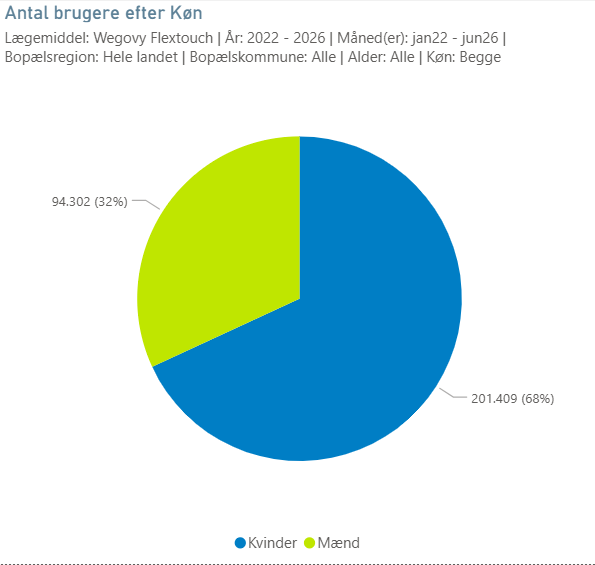 Antal brugere efter Køn
Lægemiddel: Wegovy Flextouch | År: 2022 - 2026 | Måned(er): jan22 - jun26 |
Bopælsregion: Hele landet | Bopælskommune: Alle | Alder: Alle | Køn: Begge
94.302 (32%)
201.409 (68%)
Kvinder Mænd